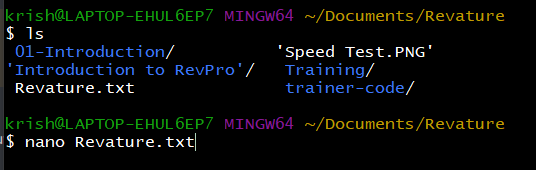 krish@LAPTOP-EHUL6EP7 MINGW64 ~/Documents/Revature
$ ls
01-Introduction/ 'Speed Test.PNG'
'Introduction to RevPro'/ Training/
Revature.txt trainer-code/
krish@LAPTOP-EHUL6EP7 MINGW64 ~/Documents/Revature
$ nano Revature.txt